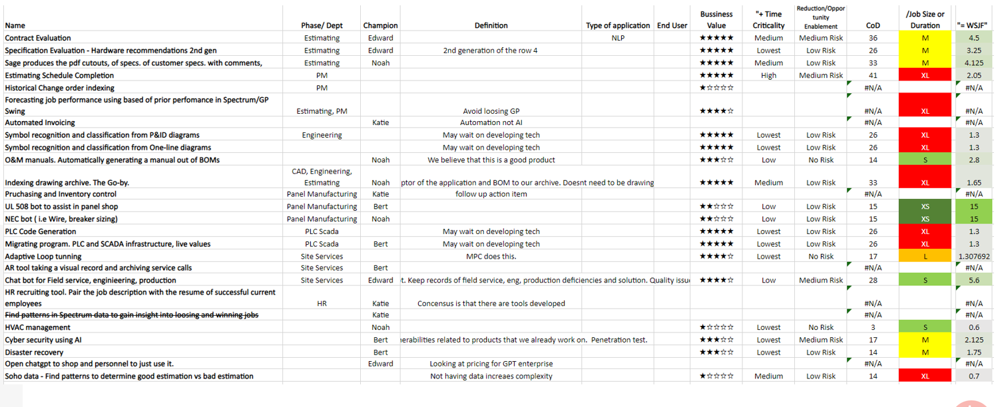 Name Phase/ Dept Champion Definition Type of application End User Bussiness Value "+ Time Criticality Reduction/Oppor tunity Enablement CoD /Job Size or Duration "= WSJF"
Contract Evaluation Estimating Edward NLP ★★★★★ Medium Medium Risk 36 M 4.5
Specification Evaluation - Hardware recommendations 2nd gen Estimating Edward 2nd generation of the row 4 ★★★★★ Lowest Low Risk 26 M 3.25
Sage produces the pdf cutouts, of specs. of customer specs. with comments, Estimating Noah ★★★★★ Medium Low Risk 33 M 4.125
Estimating Schedule Completion PM ★★★★★ High Medium Risk 41 XL 2.05
Historical Change order indexing PM ★☆☆☆☆ #N/A #N/A
Forecasting job performance using based of prior perfomance in Spectrum/GP
Swing Estimating, PM Avoid loosing GP ★★★★☆ #N/A XL #N/A
Automated Invoicing Katie Automation not AI #N/A #N/A
Symbol recognition and classification from P&ID diagrams Engineering May wait on developing tech ★★★★★ Lowest Low Risk 26 XL 1.3
Symbol recognition and classification from One-line diagrams May wait on developing tech ★★★★★ Lowest Low Risk 26 XL 1.3
O&M manuals. Automatically generating a manual out of BOMs Noah We believe that this is a good product ★★★☆☆ Low No Risk 14 S 2.8
CAD, Engineering,
Indexing drawing archive. The Go-by. Estimating Noah ptor of the application and BOM to our archive. Doesnt need to be drawing ★★★★★ Medium Low Risk 33 XL 1.65
Pruchasing and Inventory control Panel Manufacturing Katie follow up action item #N/A #N/A
UL 508 bot to assist in panel shop Panel Manufacturing Bert ★★☆☆☆ Low Low Risk 15 XS 15
NEC bot ( i.e Wire, breaker sizing) Panel Manufacturing Noah ★★☆☆☆ Low Low Risk 15 XS 15
PLC Code Generation PLC Scada May wait on developing tech ★★★★★ Lowest Low Risk 26 XL 1.3
Migrating program. PLC and SCADA infrastructure, live values PLC Scada Bert May wait on developing tech ★★★★★ Lowest Low Risk 26 XL 1.3
Adaptive Loop tunning Site Services MPC does this. ★★★★☆ Lowest No Risk 17 L 1.307692
AR tool taking a visual record and archiving service calls Site Services Bert #N/A #N/A
Chat bot for Field service, enginieering, production Site Services Edward t. Keep records of field service, eng, production deficiencies and solution. Quality issu ★★★★☆ Low Medium Risk 28 S 5.6
HR recruiting tool. Pair the job description with the resume of successful current
employees HR Katie Concensus is that there are tools developed #N/A #N/A
Find patterns in Spectrum data to gain insight into loosing and winning jobs Katie #N/A #N/A
HVAC management Noah ★☆☆☆☆ Lowest No Risk 3 S 0.6
Cyber security using AI Bert nerabilities related to products that we already work on. Penetration test. ★★★☆☆ Lowest Medium Risk 17 M 2.125
Disaster recovery Bert ★★★☆☆ Lowest Low Risk 14 M 1.75
Open chatgpt to shop and personnel to just use it. Edward Looking at pricing for GPT enterprise #N/A #N/A
Soho data - Find patterns to determine good estimation vs bad estimation Not having data increaes complexity ★☆☆☆☆ Medium Low Risk 14 XL 0.7